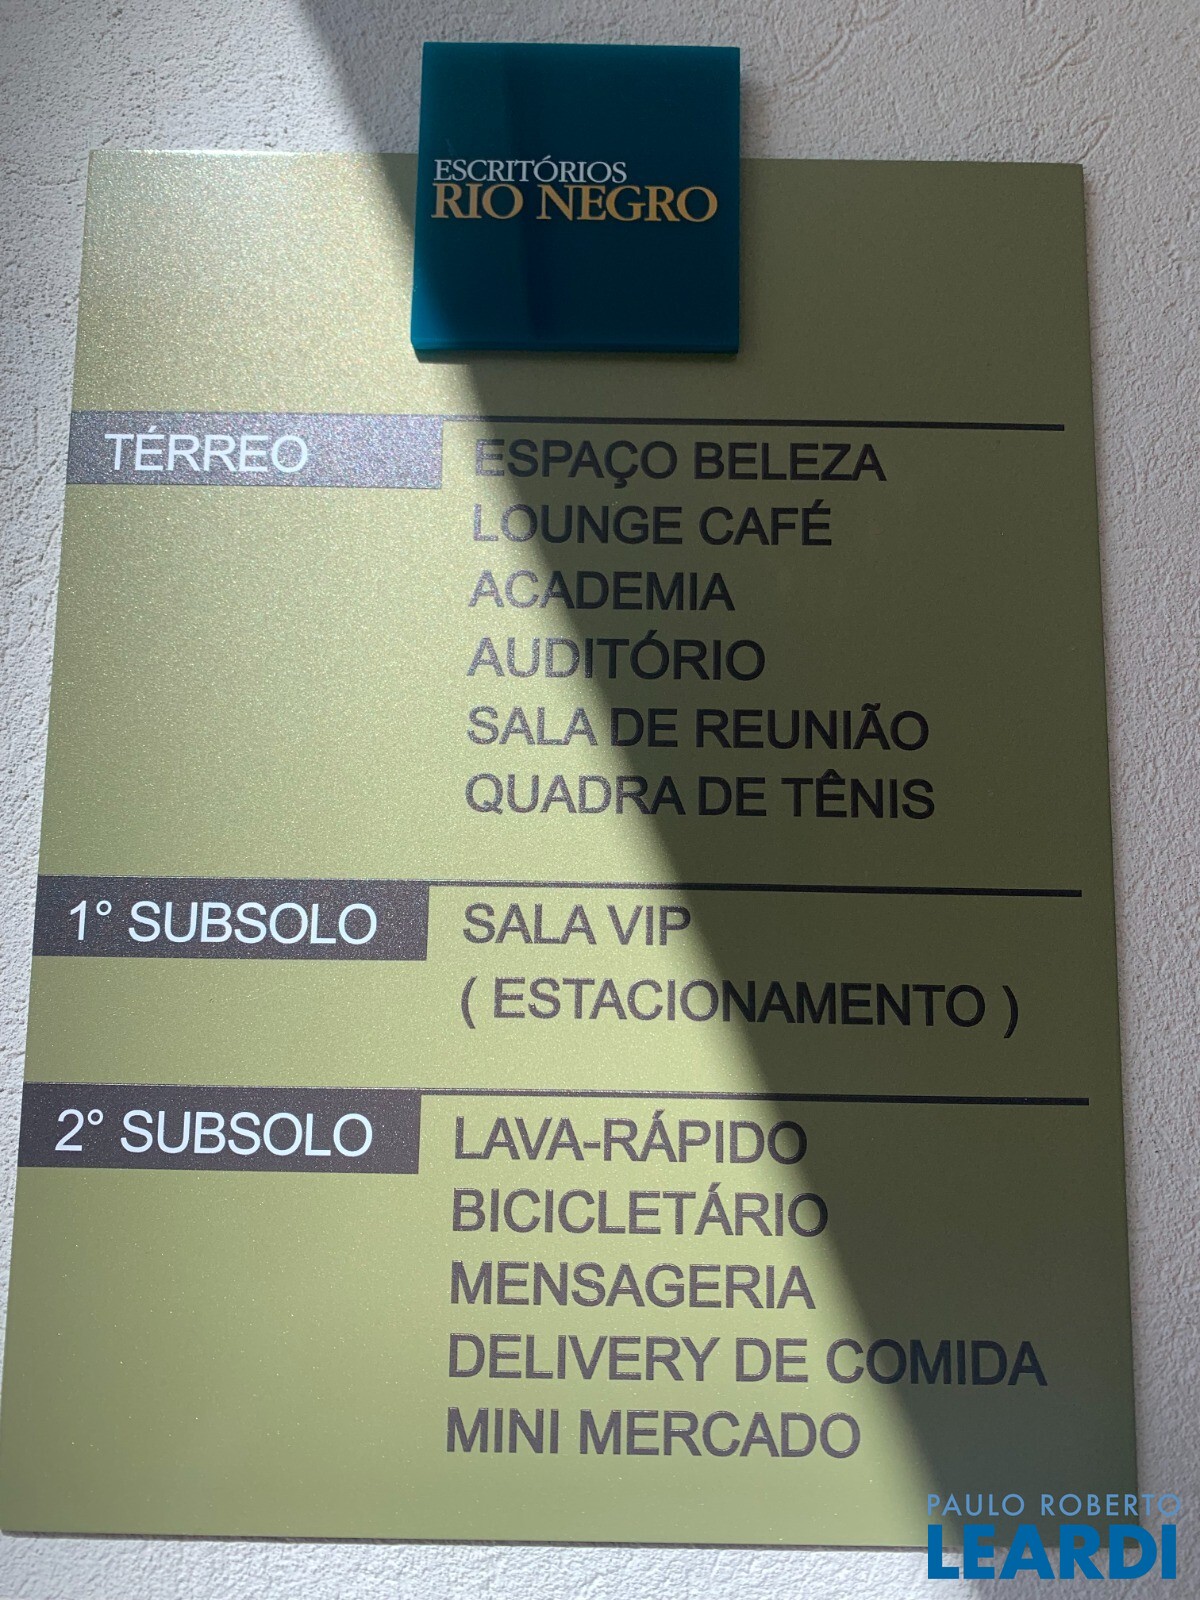 ESCRITÓRIOS
RIO NEGRO
TÉRREO
ESPAÇO BELEZA
LOUNGE CAFÉ
ACADEMIA
AUDITÓRIO
SALA DE REUNIÃO
QUADRA DE TÊNIS
1° SUBSOLO
SALA VIP
( ESTACIONAMENTO )
2° SUBSOLO
LAVA-RÁPIDO
BICICLETÁRIO
MENSAGERIA
DELIVERY DE COMIDA
MINI MERCADO
PAULO ROBERTO
LEARDI